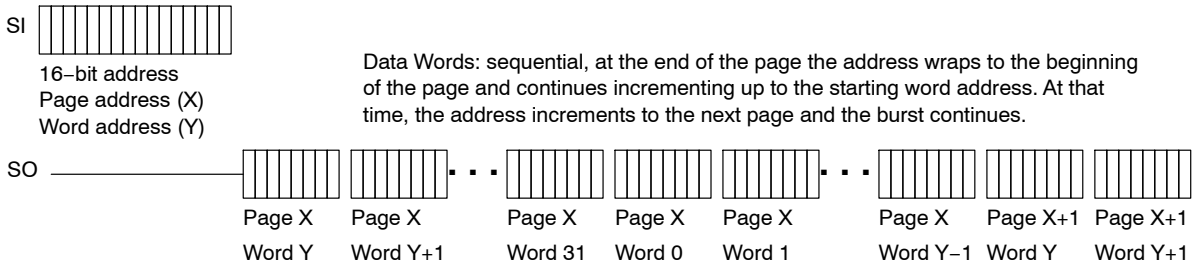 SI
16−bit address
Page address (X)
Word address (Y)
Data Words: sequential, at the end of the page the address wraps to the beginning
of the page and continues incrementing up to the starting word address. At that
time, the address increments to the next page and the burst continues.
SO
Page X Page X Page X Page X Page X Page X Page X+1 Page X+1
Word Y Word Y+1 Word 31 Word 0 Word 1 Word Y−1 Word Y Word Y+1